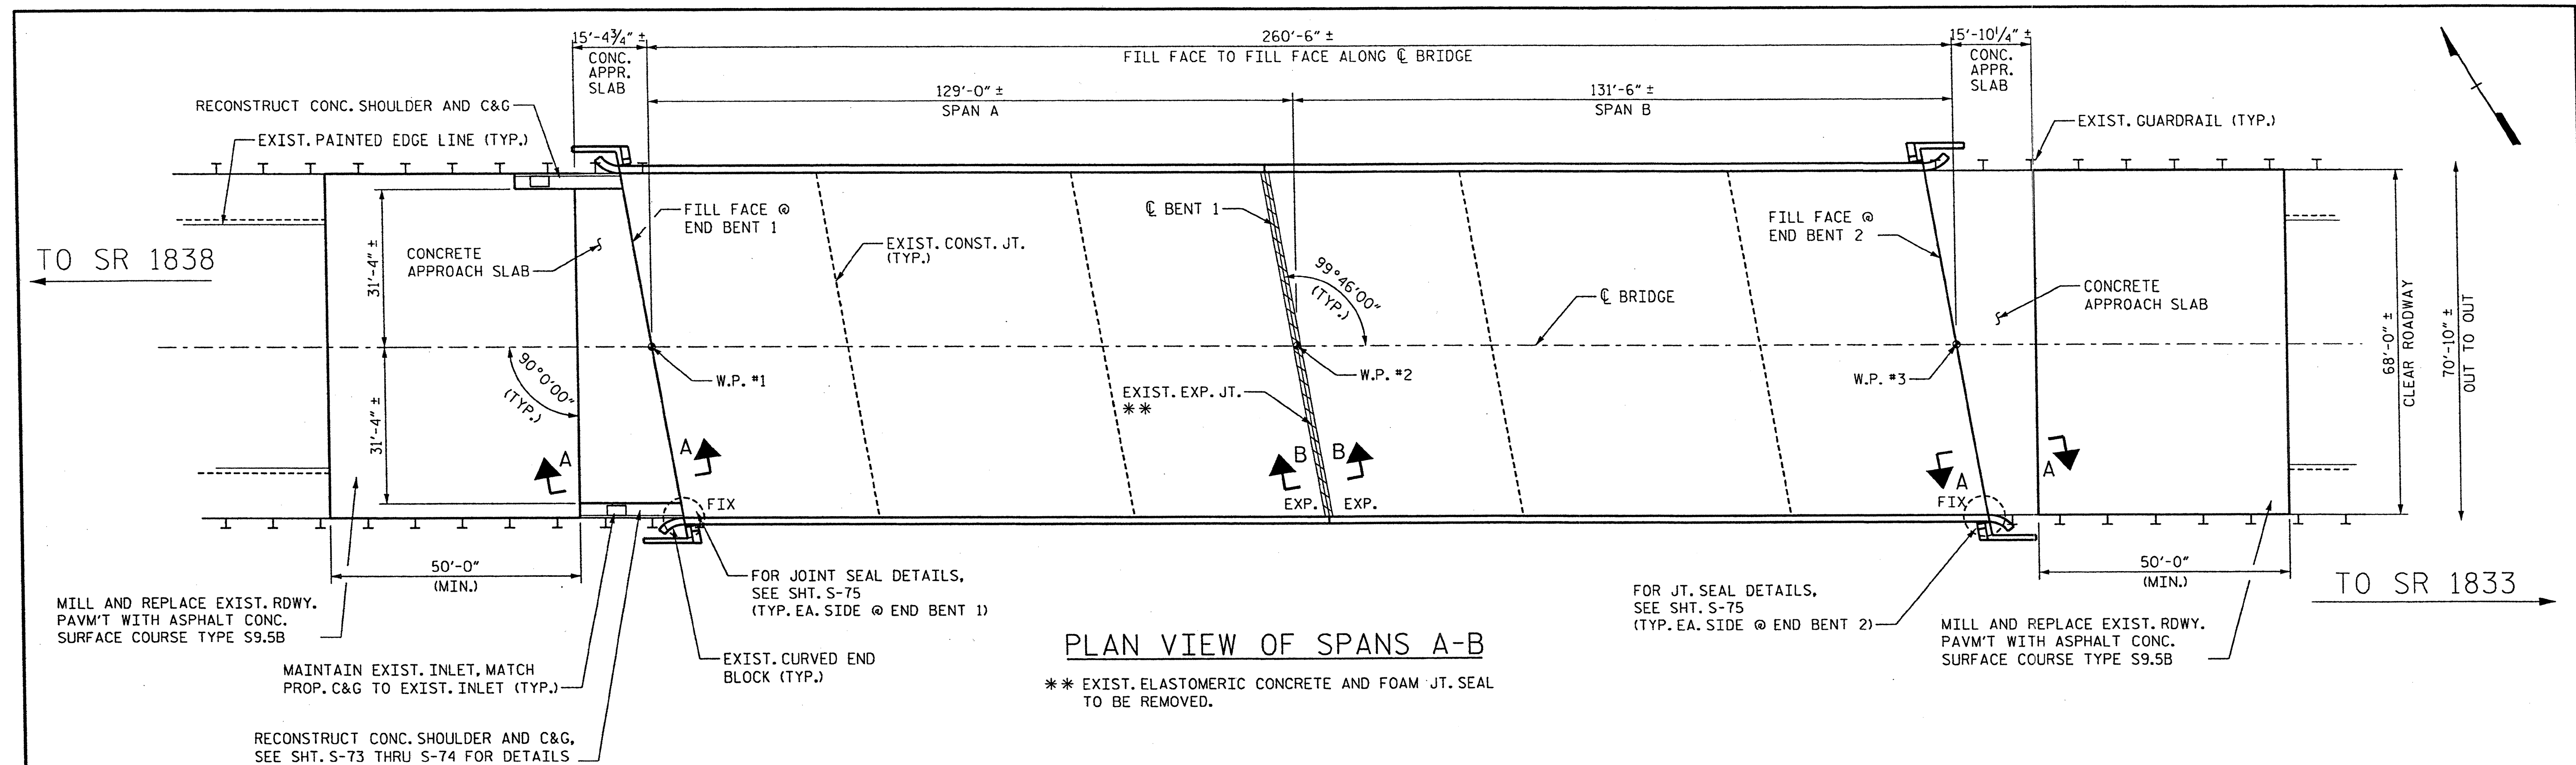 15'-4¾" ±
CONC.
APPR.
SLAB
260'-6" ±
FILL FACE TO FILL FACE ALONG ℄ BRIDGE
15'-10¼" ±
CONC.
APPR.
SLAB
129'-0" ±
SPAN A
131'-6" ±
SPAN B
RECONSTRUCT CONC. SHOULDER AND C&G
EXIST. PAINTED EDGE LINE (TYP.)
EXIST. GUARDRAIL (TYP.)
TO SR 1838
31'-4" ±
31'-4" ±
CONCRETE
APPROACH SLAB
FILL FACE @
END BENT 1
EXIST. CONST. JT.
(TYP.)
℄ BENT 1
99°46'00"
(TYP.)
℄ BRIDGE
FILL FACE @
END BENT 2
CONCRETE
APPROACH SLAB
68'-0" ±
CLEAR ROADWAY
70'-10" ±
OUT TO OUT
90°0'00"
(TYP.)
W.P. #1
W.P. #2
W.P. #3
EXIST. EXP. JT.
**
A
A
B
B
A
A
FIX
EXP.
EXP.
FIX
50'-0"
(MIN.)
50'-0"
(MIN.)
TO SR 1833
MILL AND REPLACE EXIST. RDWY.
PAVM'T WITH ASPHALT CONC.
SURFACE COURSE TYPE S9.5B
FOR JOINT SEAL DETAILS,
SEE SHT. S-75
(TYP. EA. SIDE @ END BENT 1)
FOR JT. SEAL DETAILS,
SEE SHT. S-75
(TYP. EA. SIDE @ END BENT 2)
MILL AND REPLACE EXIST. RDWY.
PAVM'T WITH ASPHALT CONC.
SURFACE COURSE TYPE S9.5B
MAINTAIN EXIST. INLET, MATCH
PROP. C&G TO EXIST. INLET (TYP.)
EXIST. CURVED END
BLOCK (TYP.)
PLAN VIEW OF SPANS A-B
** EXIST. ELASTOMERIC CONCRETE AND FOAM JT. SEAL
TO BE REMOVED.
RECONSTRUCT CONC. SHOULDER AND C&G,
SEE SHT. S-73 THRU S-74 FOR DETAILS